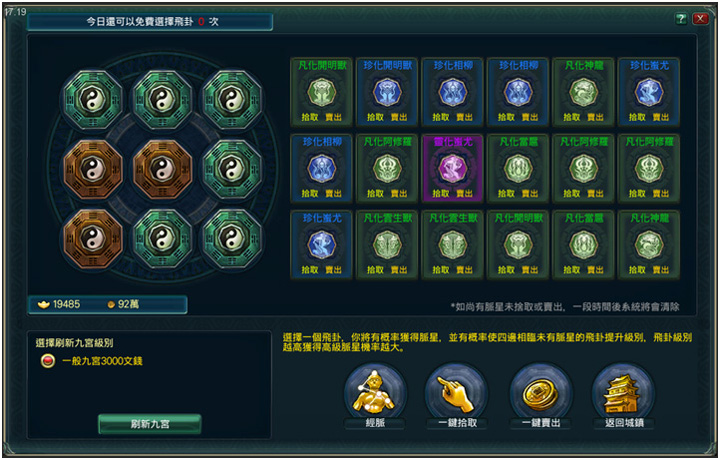 17.19
今日還可以免費選擇飛卦 0 次
?
X
凡化開明獸 珍化開明獸 珍化相柳 珍化相柳 凡化神龍 珍化蚩尤
拾取 賣出 拾取 賣出 拾取 賣出 拾取 賣出 拾取 賣出 拾取 賣出
珍化相柳 凡化阿修羅 靈化蚩尤 凡化當龍 凡化阿修羅 凡化阿修羅
拾取 賣出 拾取 賣出 拾取 賣出 拾取 賣出 拾取 賣出 拾取 賣出
珍化蚩尤 凡化雲生獸 凡化雲生獸 凡化開明獸 凡化當龍 凡化神龍
拾取 賣出 拾取 賣出 拾取 賣出 拾取 賣出 拾取 賣出 拾取 賣出
19485 92萬
*如尚有脈星未拾取或賣出，一段時間後系統將會清除
選擇刷新九宮級別
一般九宮3000文錢
刷新九宮
選擇一個飛卦，你將有概率獲得脈星，並有概率使四邊相臨未有脈星的飛卦提升級別，飛卦級別
越高獲得高級脈星機率越大。
經脈 一鍵拾取 一鍵賣出 返回城鎮